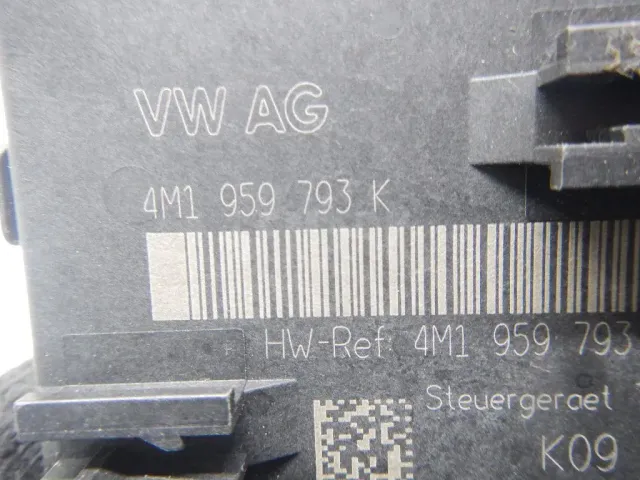 VW AG
4M1 959 793 K
HW-Ref: 4M1 959 793
Steuergeraet
K09